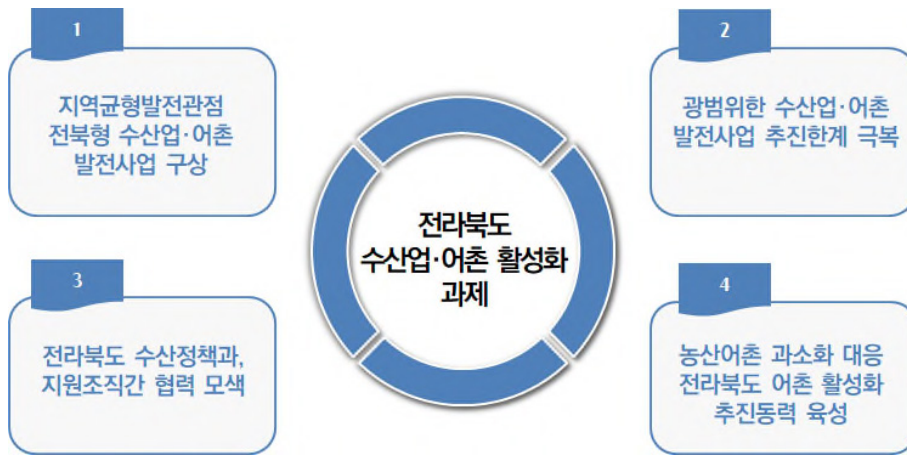 1
지역균형발전관점
전북형 수산업·어촌
발전사업 구상
2
광범위한 수산업·어촌
발전사업 추진한계 극복
전라북도
수산업·어촌 활성화
과제
3
전라북도 수산정책과,
지원조직간 협력 모색
4
농산어촌 과소화 대응
전라북도 어촌 활성화
추진동력 육성